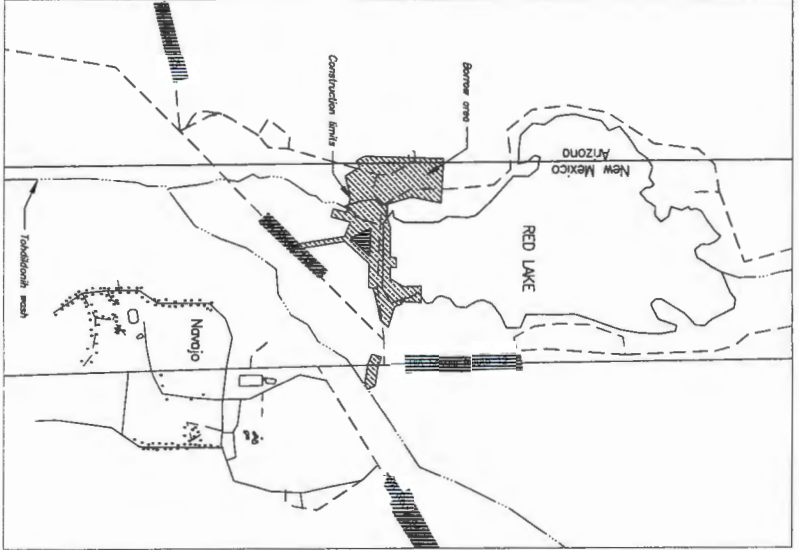 Borrow area
Construction limits
Arizona
New Mexico
RED LAKE
Navajo
Tohdildonih wash